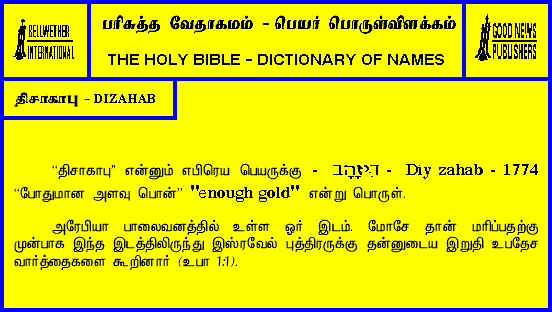 BELLWETHER
INTERNATIONAL
பரிசுத்த வேதாகமம் - பெயர் பொருள்விளக்கம்
THE HOLY BIBLE - DICTIONARY OF NAMES
GOOD NEWS
PUBLISHERS
திசாகாபு - DIZAHAB
“திசாகாபு” என்னும் எபிரெய பெயருக்கு - דִּיזָהָב - Diy zahab - 1774
“போதுமான அளவு பொன்” "enough gold" என்று பொருள்.
அரேபியா பாலைவனத்தில் உள்ள ஓர் இடம். மோசே தான் மரிப்பதற்கு
முன்பாக இந்த இடத்திலிருந்து இஸ்ரவேல் புத்திரருக்கு தன்னுடைய இறுதி உபதேச
வார்த்தைகளை கூறினார் (உபா 1:1).